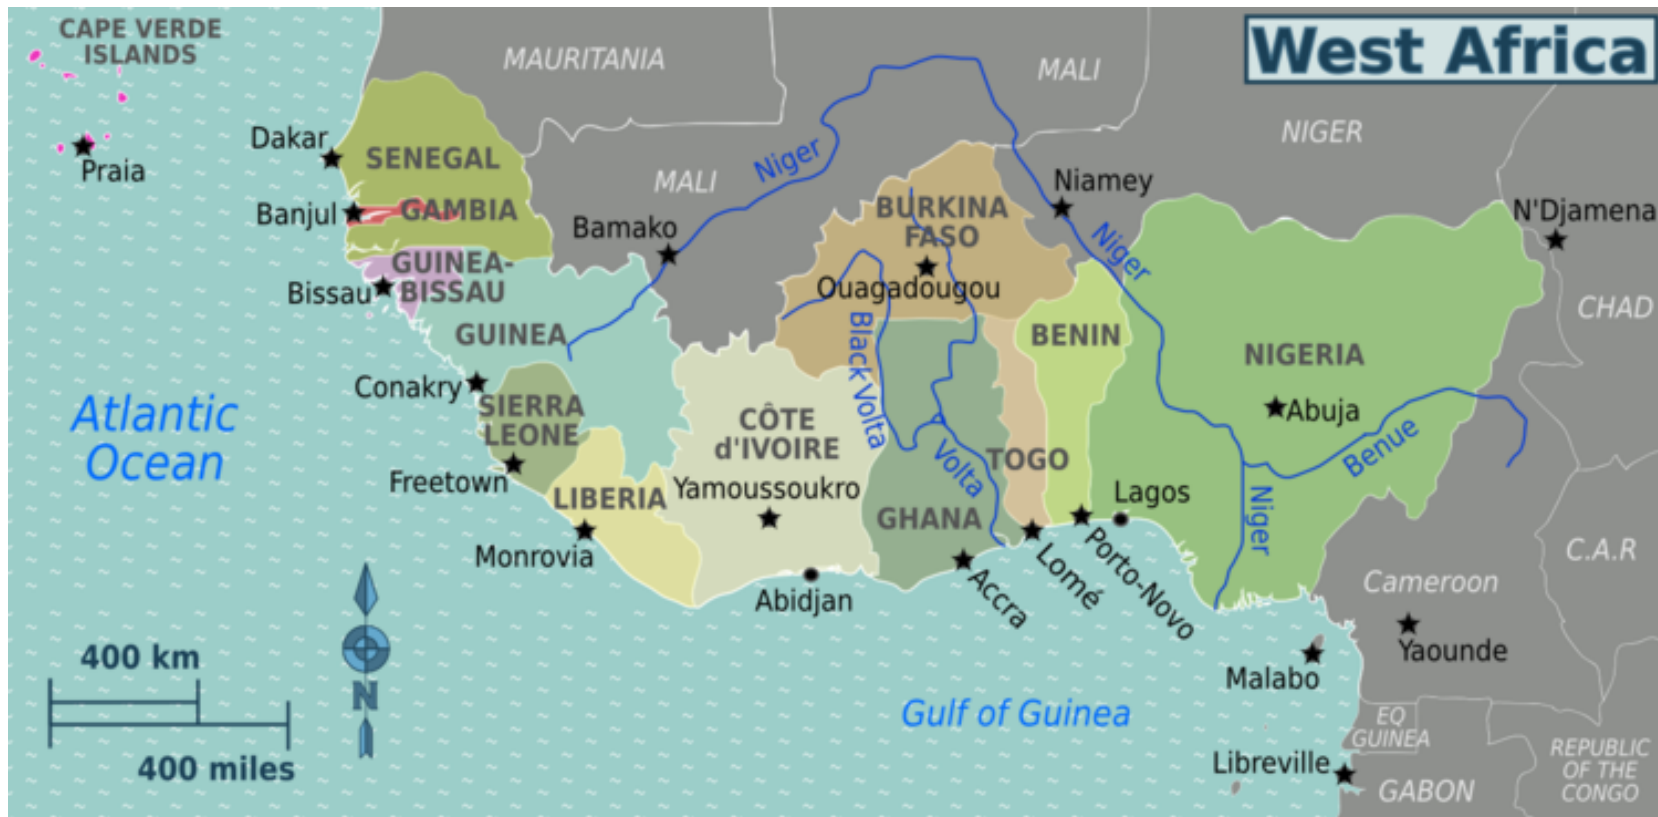 CAPE VERDE
ISLANDS
Praia
West Africa
MAURITANIA
MALI
NIGER
Dakar
SENEGAL
Niger
MALI
Banjul
GAMBIA
Bamako
BURKINA
FASO
Niamey
N'Djamena
Niger
GUINEA-
BISSAU
Bissau
Ouagadougou
CHAD
GUINEA
Black Volta
BENIN
NIGERIA
Conakry
Abuja
Atlantic
Ocean
SIERRA
LEONE
CÔTE
d'IVOIRE
Volta
TOGO
Benue
Freetown
LIBERIA
Yamoussoukro
GHANA
Lagos
Niger
Monrovia
Abidjan
Accra
Lomé
Porto-Novo
C.A.R
Cameroon
Yaounde
Malabo
400 km
N
400 miles
Gulf of Guinea
EQ
GUINEA
Libreville
GABON
REPUBLIC
OF THE
CONGO